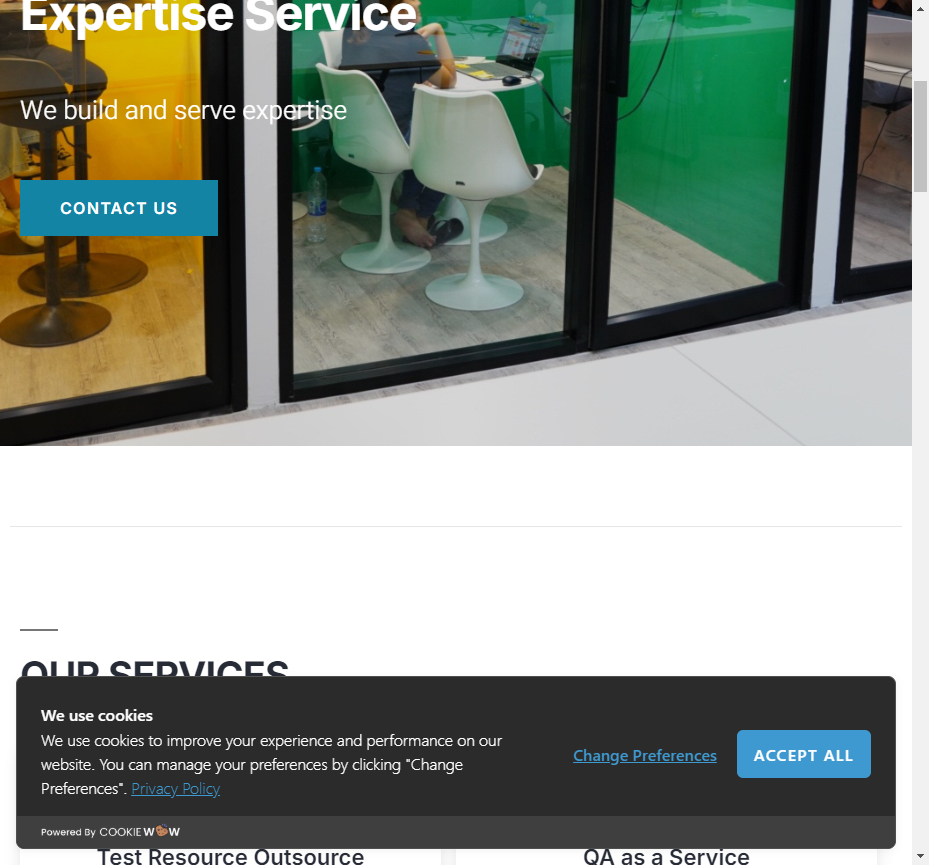 Expertise Service
We build and serve expertise
CONTACT US
OUR SERVICES
We use cookies
We use cookies to improve your experience and performance on our
website. You can manage your preferences by clicking "Change
Preferences". Privacy Policy
Change Preferences
ACCEPT ALL
Powered By COOKIE WOW
Test Resource Outsource
QA as a Service